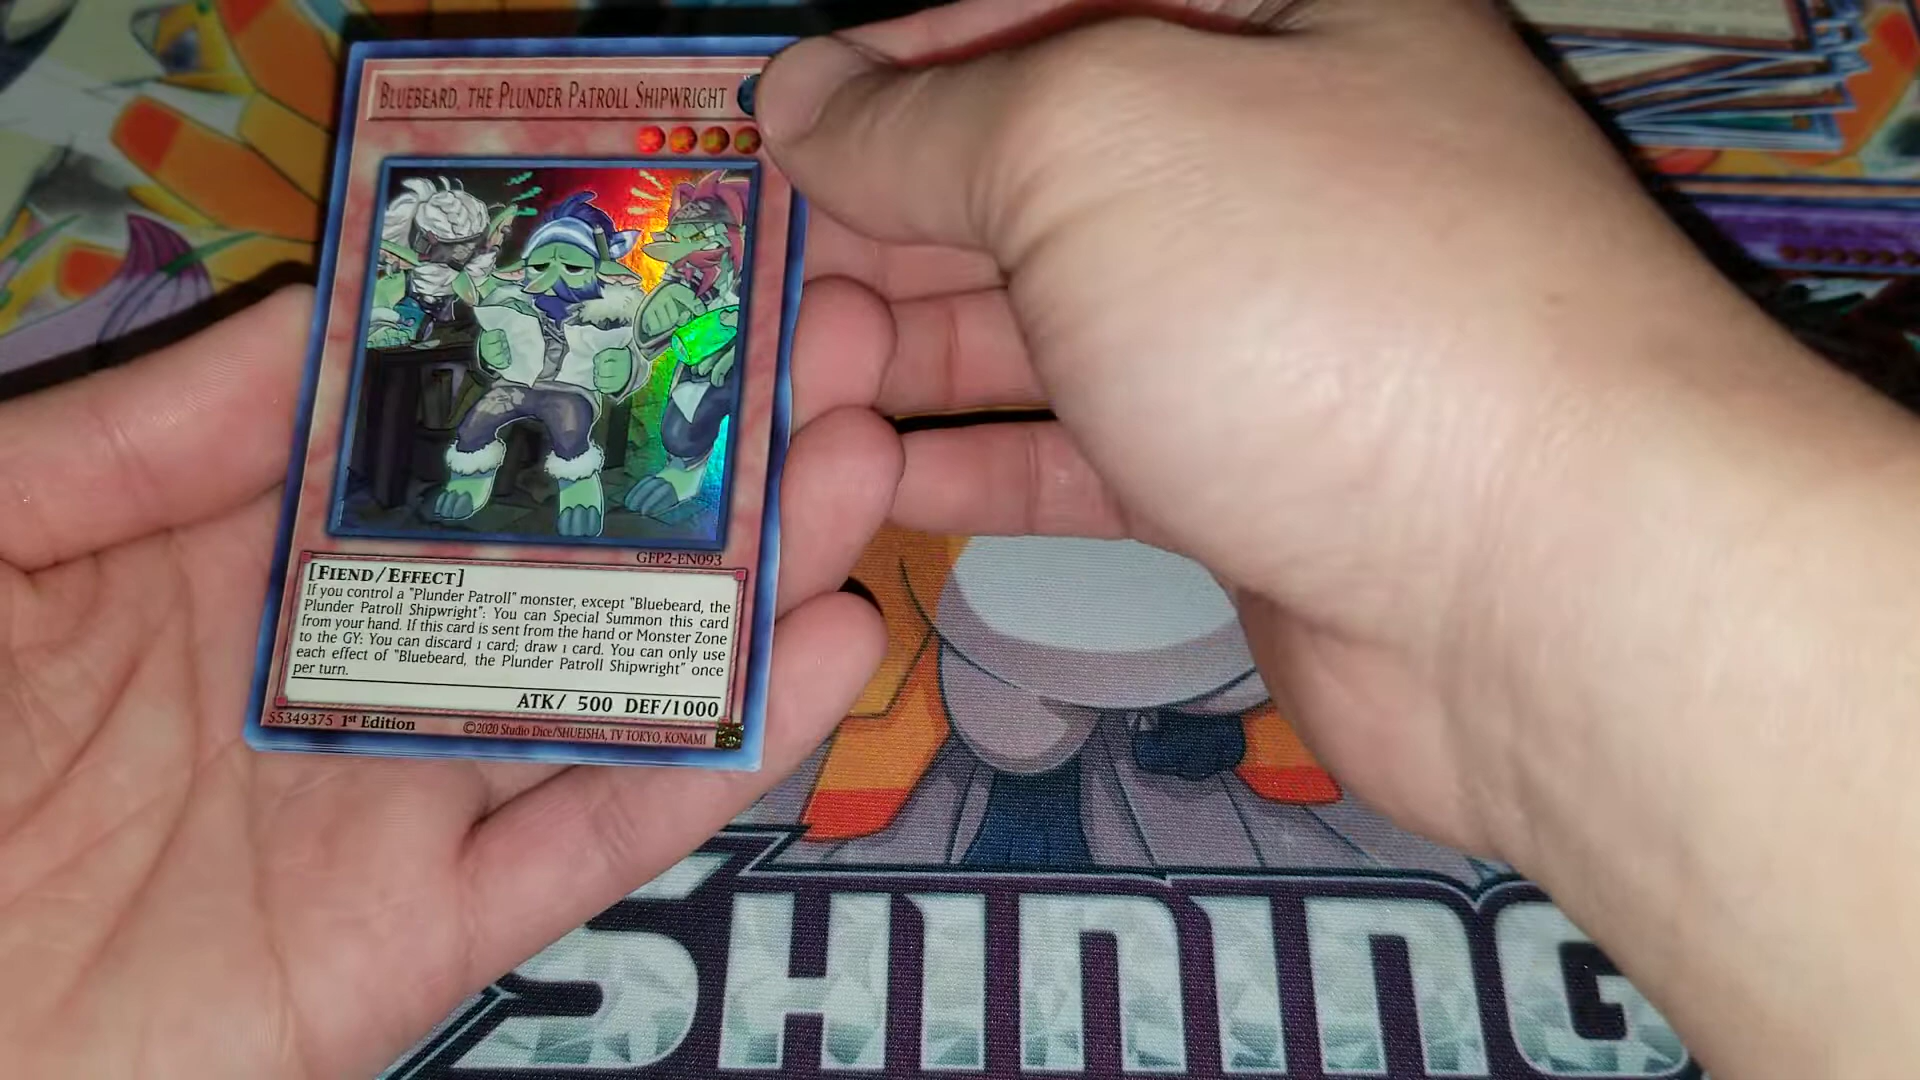 BLUEBEARD, THE PLUNDER PATROLL SHIPWRIGHT
GFP2-EN093
[FIEND/EFFECT]
If you control a "Plunder Patroll" monster, except "Bluebeard, the
Plunder Patroll Shipwright": You can Special Summon this card
from your hand. If this card is sent from the hand or Monster Zone
to the GY: You can discard 1 card; draw 1 card. You can only use
each effect of "Bluebeard, the Plunder Patroll Shipwright" once
per turn.
ATK/ 500 DEF/1000
55349375 1st Edition
©2020 Studio Dice/SHUEISHA, TV TOKYO, KONAMI
SHINING